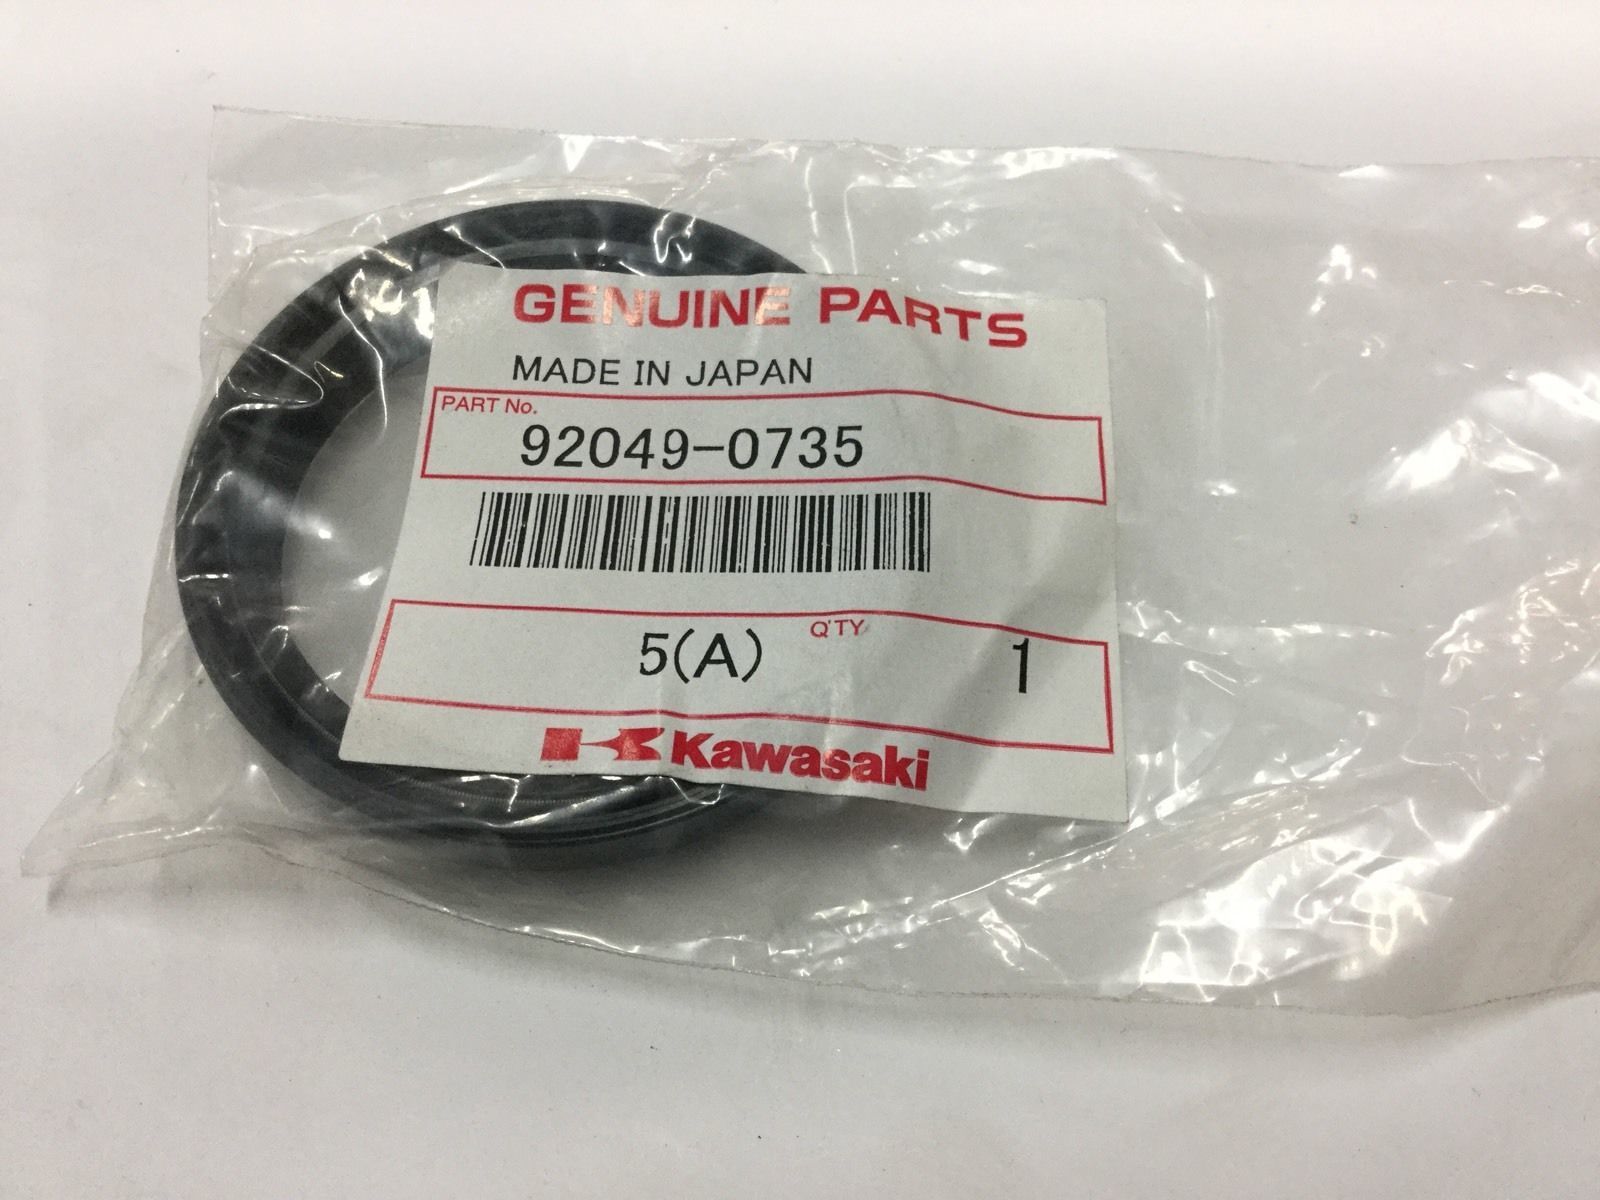 GENUINE PARTS
MADE IN JAPAN
PART No.
92049-0735
5(A) Q'TY 1
Kawasaki